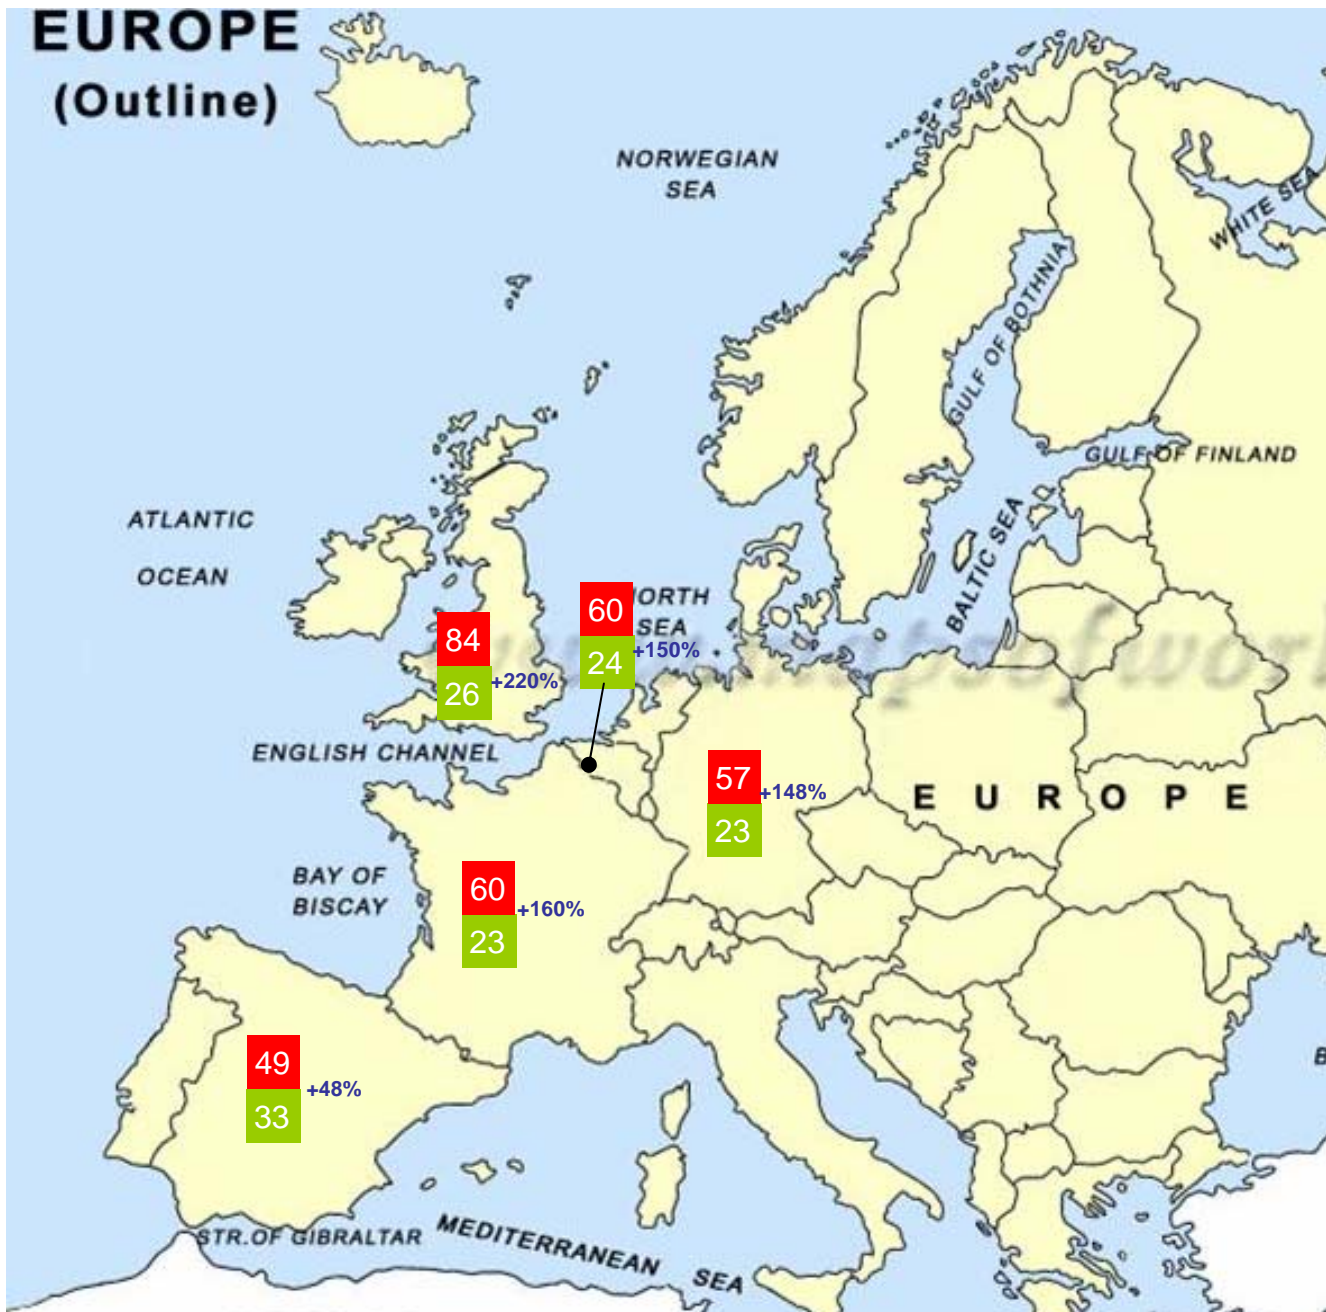 EUROPE
(Outline)
NORWEGIAN
SEA
WHITE SEA
GULF OF BOTHNIA
GULF OF FINLAND
ATLANTIC
OCEAN
BALTIC SEA
60
ORTH
SEA
84
24
+150%
26
+220%
ENGLISH CHANNEL
57
+148%
23
E U R O P E
BAY OF
BISCAY
60
+160%
23
49
+48%
33
B
STR.OF GIBRALTAR
MEDITERRANEAN SEA